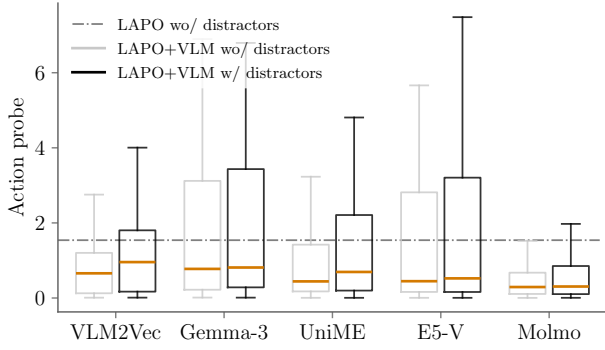 LAPO wo/ distractors
LAPO+VLM wo/ distractors
LAPO+VLM w/ distractors
Action probe
6
4
2
0
VLM2Vec Gemma-3 UniME E5-V Molmo